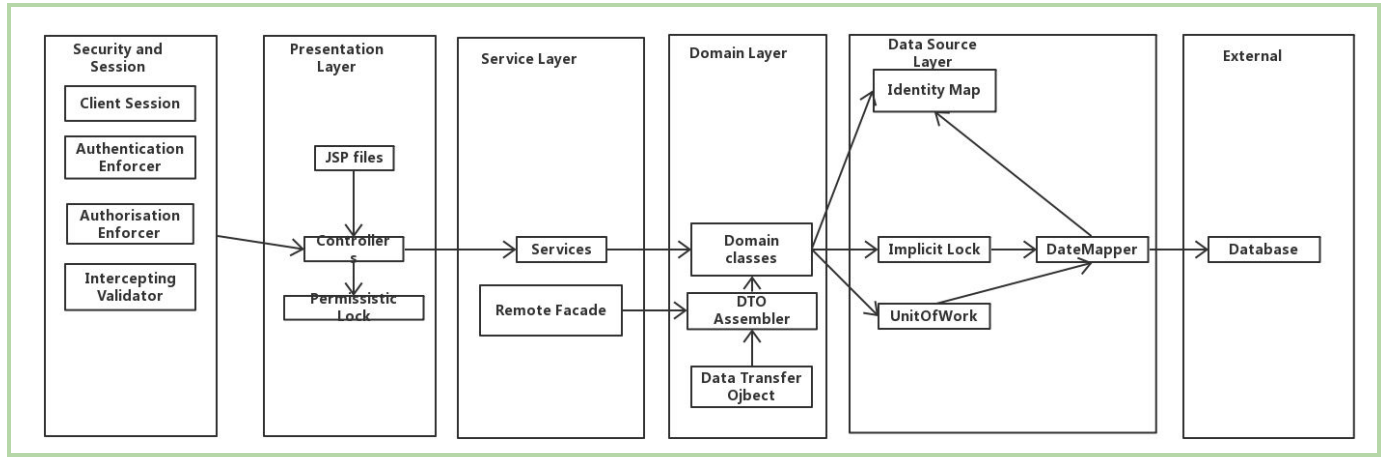 Security and
Session
Client Session
Authentication
Enforcer
Authorisation
Enforcer
Intercepting
Validator
Presentation
Layer
JSP files
Controller
s
Permissistic
Lock
Service Layer
Services
Remote Facade
Domain Layer
Domain
classes
DTO
Assembler
Data Transfer
Ojbect
Data Source
Layer
Identity Map
Implicit Lock
DateMapper
UnitOfWork
External
Database